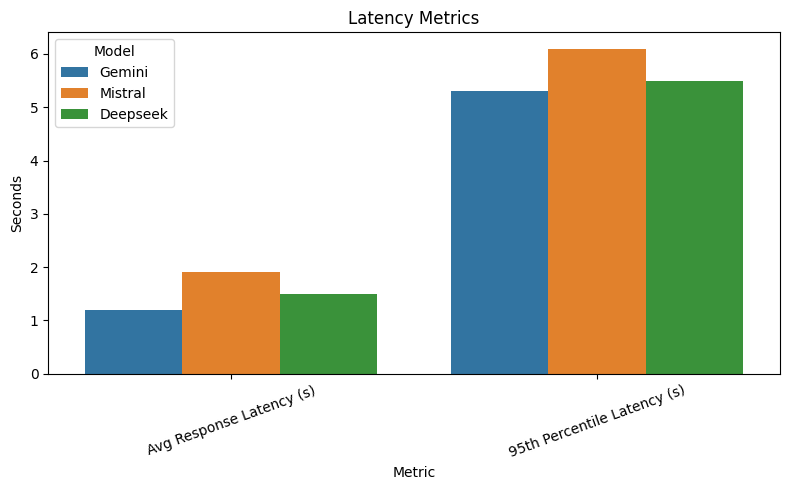 Latency Metrics
Model
Gemini
Mistral
Deepseek
Seconds
6
5
4
3
2
1
0
Avg Response Latency (s)
95th Percentile Latency (s)
Metric